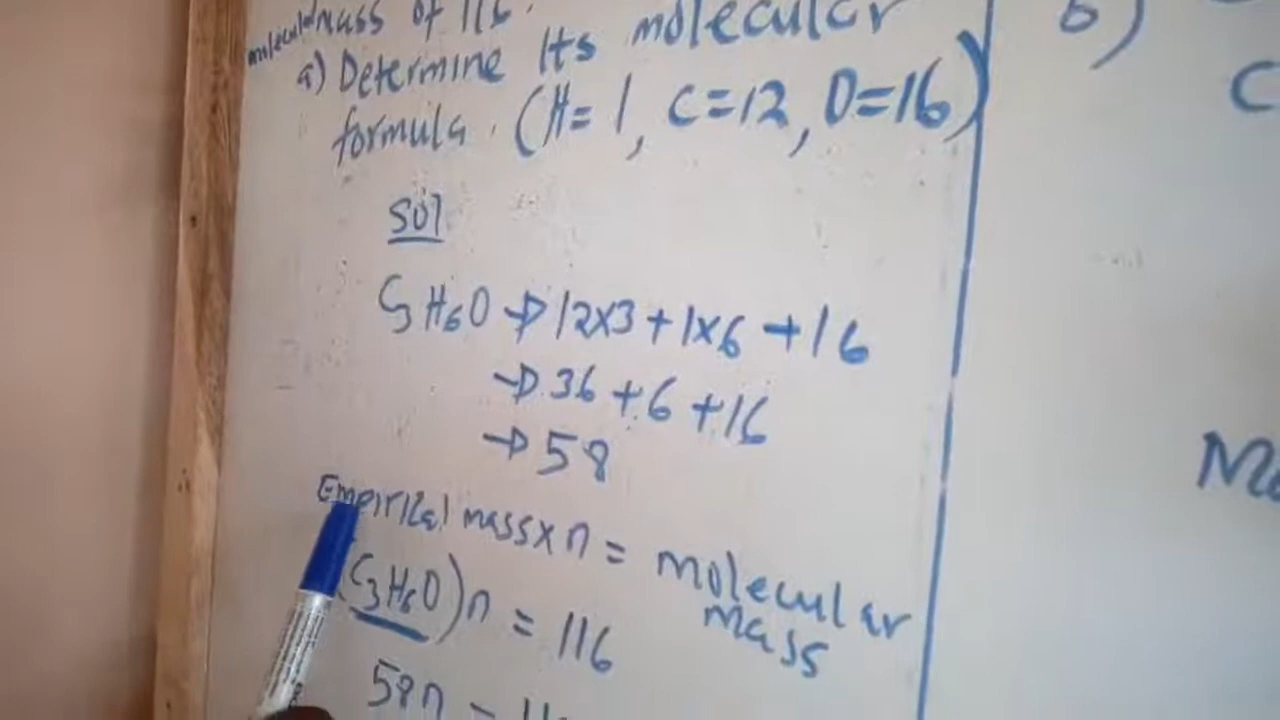 molecular mass of 116.
a) Determine its molecular
formula. (H=1, C=12, O=16)
Sol
C3H6O → 12x3 + 1x6 + 16
→ 36 + 6 + 16
→ 58
Empirical mass x n = molecular mass
(C3H6O)n = 116
58n =
b)
C